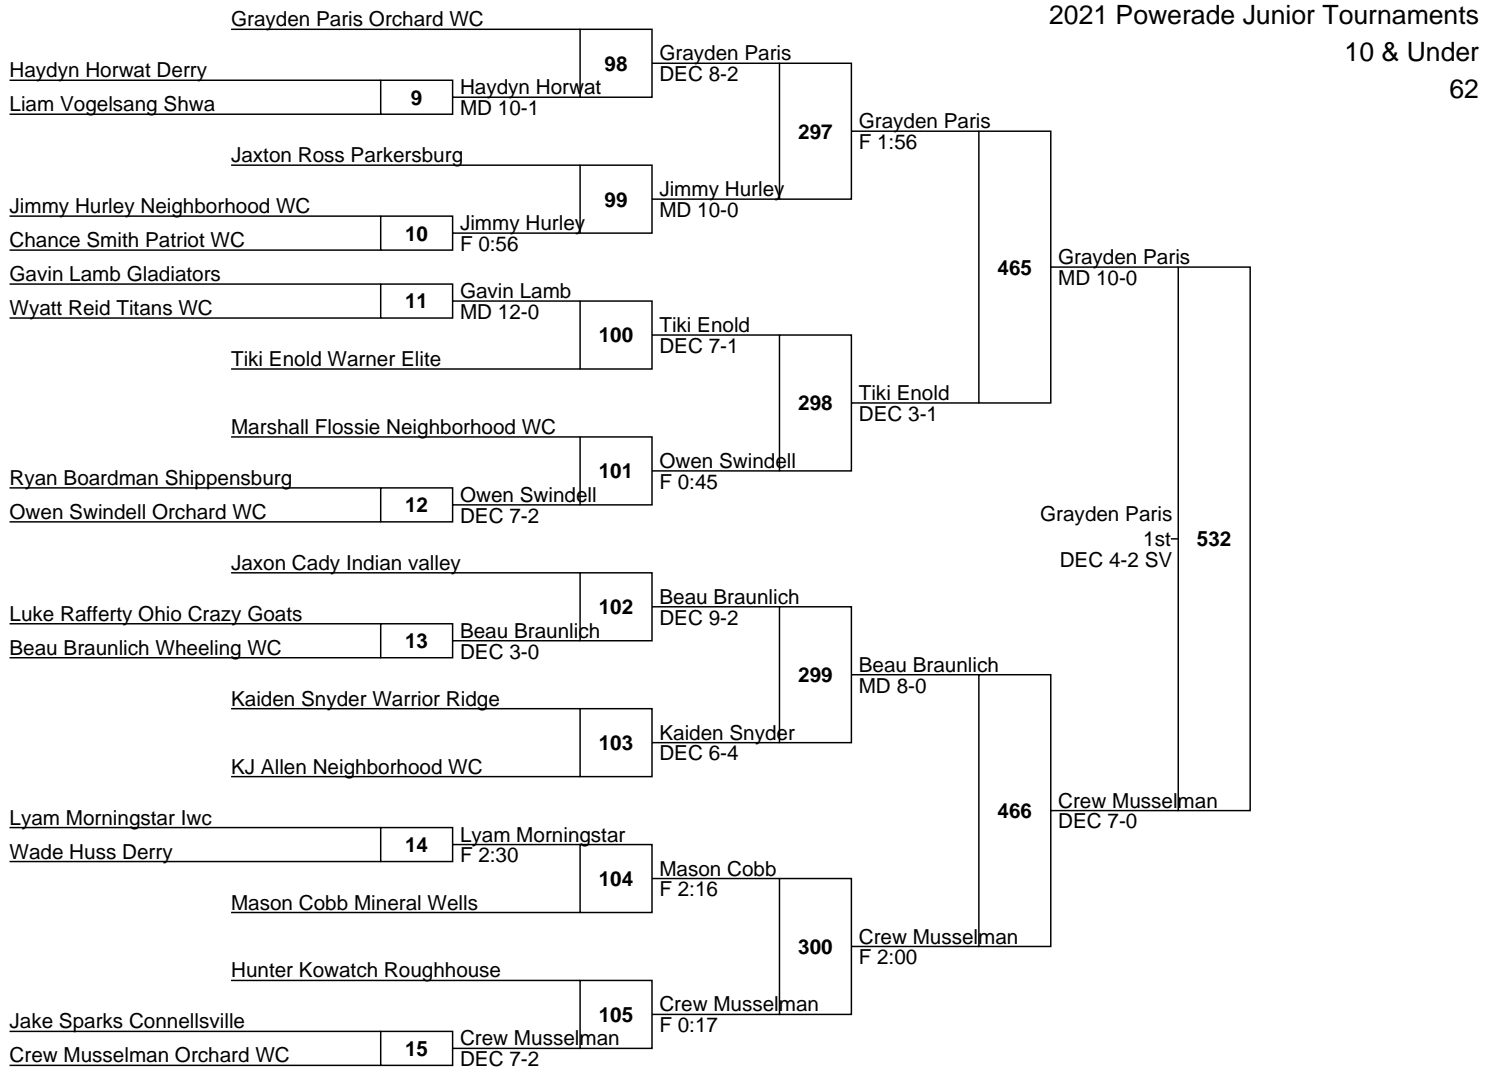 2021 Powerade Junior Tournaments
10 & Under
62
Grayden Paris Orchard WC
98
Grayden Paris
DEC 8-2
Haydyn Horwat Derry
9
Haydyn Horwat
MD 10-1
Liam Vogelsang Shwa
297
Grayden Paris
F 1:56
Jaxton Ross Parkersburg
99
Jimmy Hurley
MD 10-0
Jimmy Hurley Neighborhood WC
10
Jimmy Hurley
F 0:56
Chance Smith Patriot WC
465
Grayden Paris
MD 10-0
Gavin Lamb Gladiators
11
Gavin Lamb
MD 12-0
Wyatt Reid Titans WC
100
Tiki Enold
DEC 7-1
Tiki Enold Warner Elite
298
Tiki Enold
DEC 3-1
Marshall Flossie Neighborhood WC
101
Owen Swindell
F 0:45
Ryan Boardman Shippensburg
12
Owen Swindell
DEC 7-2
Owen Swindell Orchard WC
Grayden Paris
1st
DEC 4-2 SV
532
Jaxon Cady Indian valley
102
Beau Braunlich
DEC 9-2
Luke Rafferty Ohio Crazy Goats
13
Beau Braunlich
DEC 3-0
Beau Braunlich Wheeling WC
299
Beau Braunlich
MD 8-0
Kaiden Snyder Warrior Ridge
103
Kaiden Snyder
DEC 6-4
KJ Allen Neighborhood WC
466
Crew Musselman
DEC 7-0
Lyam Morningstar Iwc
14
Lyam Morningstar
F 2:30
Wade Huss Derry
104
Mason Cobb
F 2:16
Mason Cobb Mineral Wells
300
Crew Musselman
F 2:00
Hunter Kowatch Roughhouse
105
Crew Musselman
F 0:17
Jake Sparks Connellsville
15
Crew Musselman
DEC 7-2
Crew Musselman Orchard WC